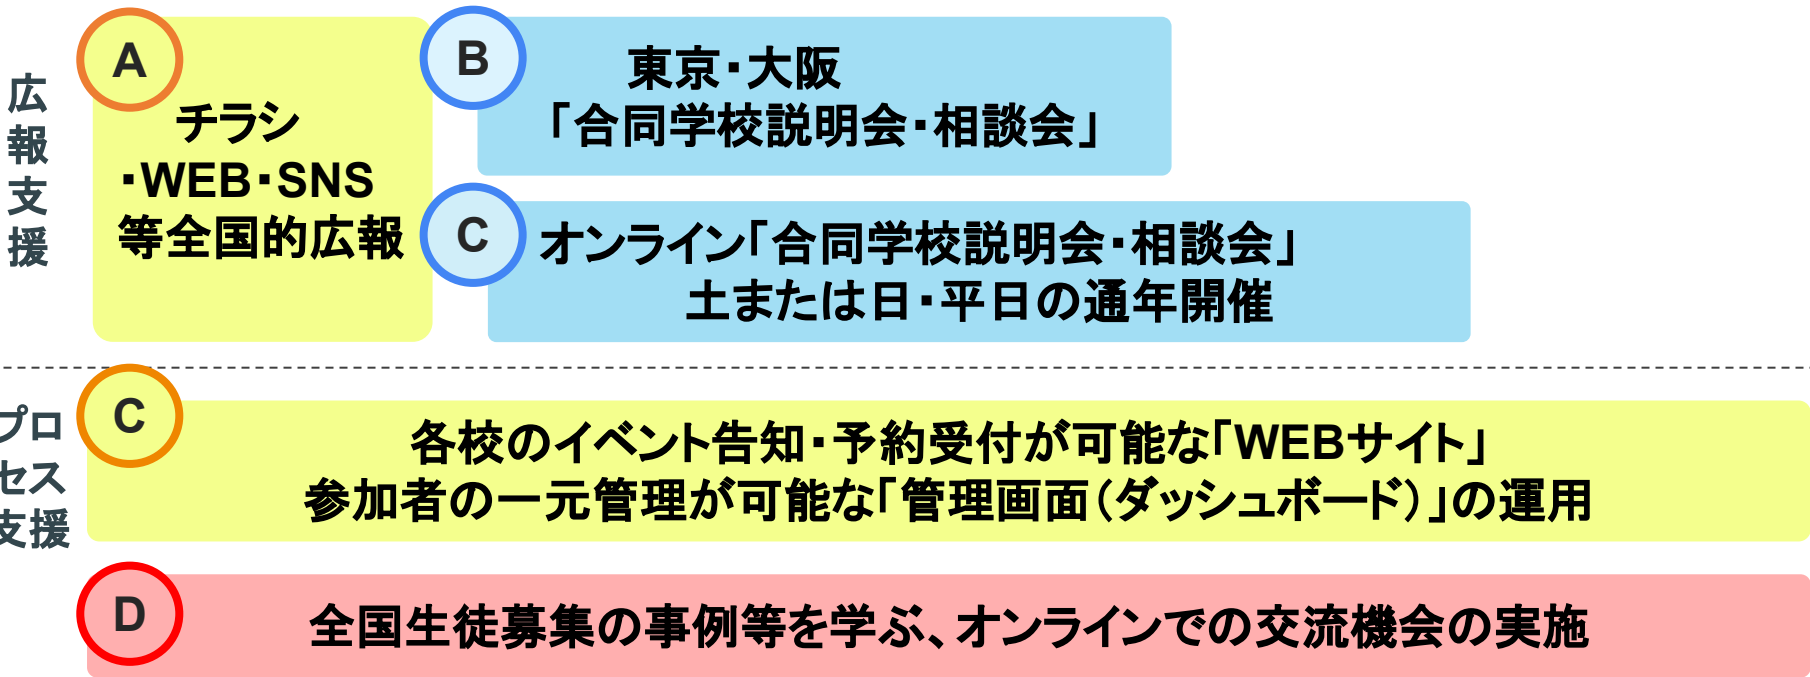 広
報
支
援
A
チラシ
・WEB・SNS
等全国的広報
B
東京・大阪
「合同学校説明会・相談会」
C
オンライン「合同学校説明会・相談会」
土または日・平日の通年開催
プロ
セス
支援
C
各校のイベント告知・予約受付が可能な「WEBサイト」
参加者の一元管理が可能な「管理画面（ダッシュボード）」の運用
D
全国生徒募集の事例等を学ぶ、オンラインでの交流機会の実施